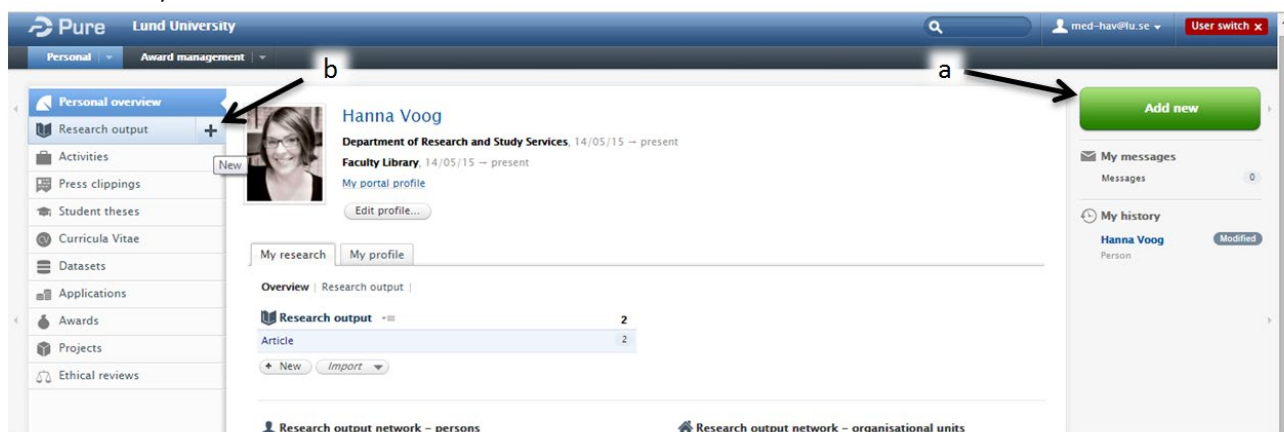 Pure Lund University
med-hav@lu.se
User switch x
Personal
Award management
b
a
Personal overview
Research output +
New
Activities
Press clippings
Student theses
Curricula Vitae
Datasets
Applications
Awards
Projects
Ethical reviews
Hanna Voog
Department of Research and Study Services, 14/05/15 – present
Faculty Library, 14/05/15 – present
My portal profile
Edit profile...
My research
My profile
Overview | Research output |
Research output 2
Article 2
+ New
Import
Research output network – persons
Research output network – organisational units
Add new
My messages
Messages 0
My history
Hanna Voog Modified
Person